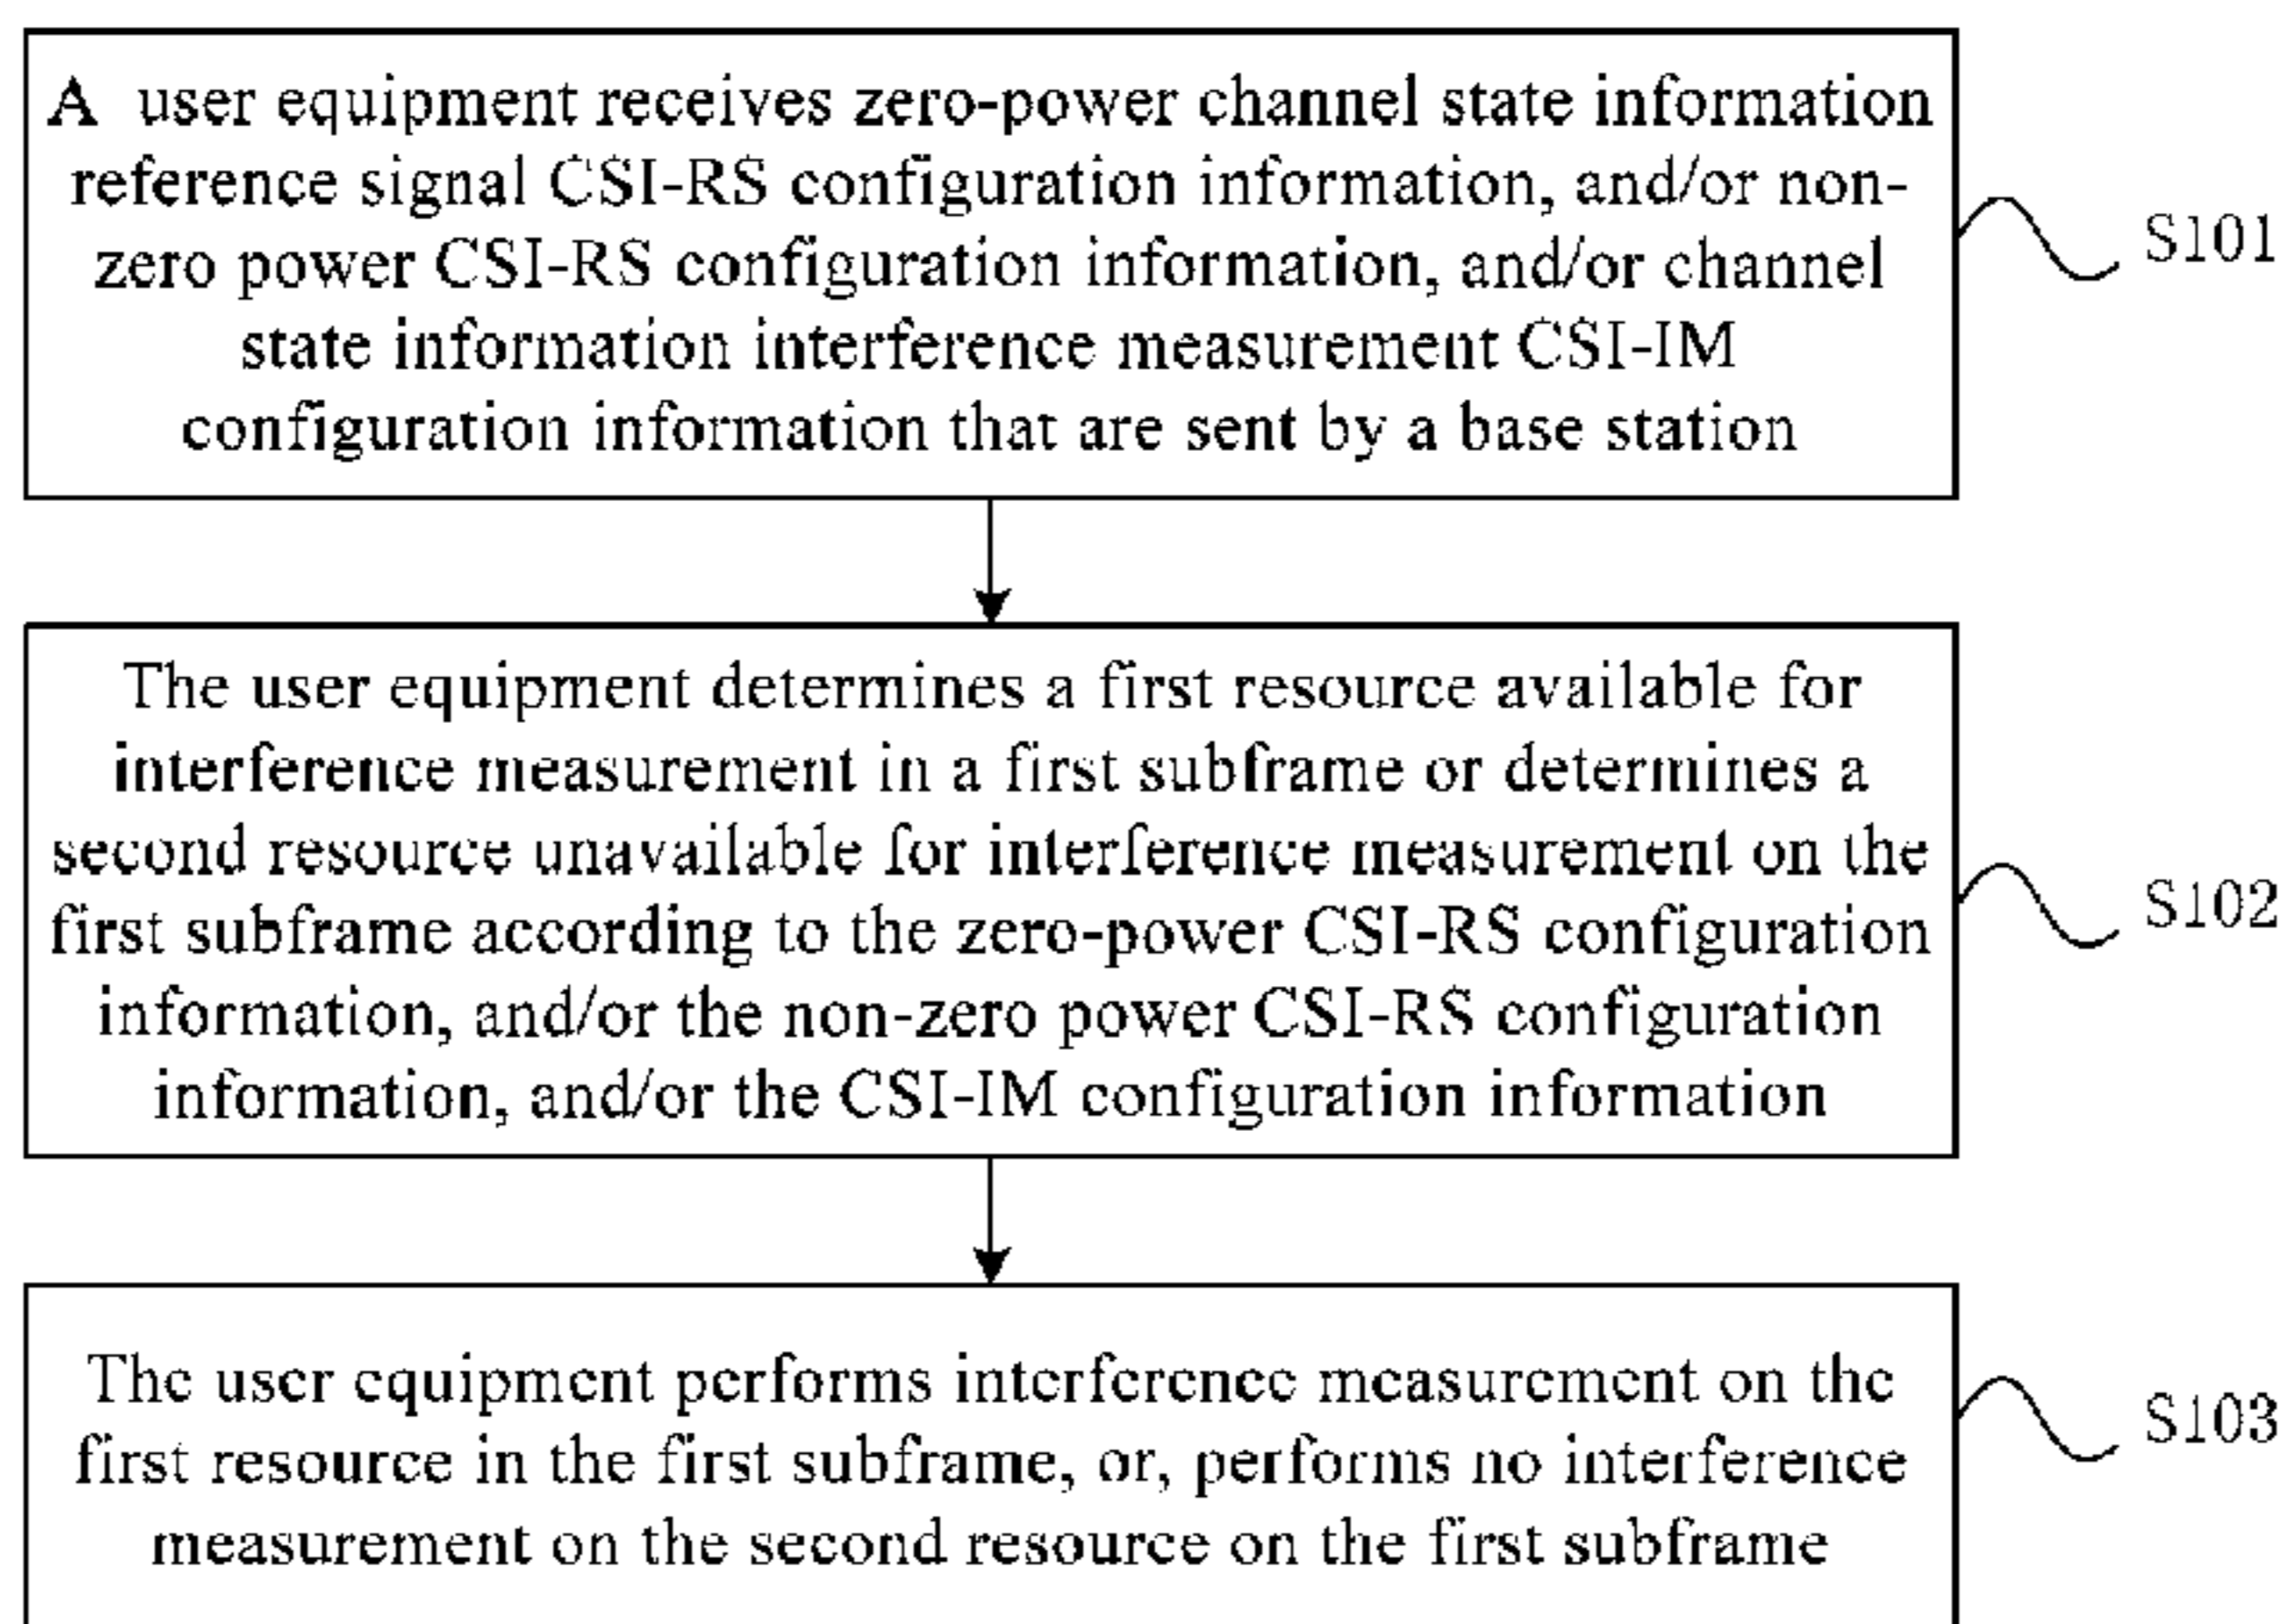 A user equipment receives zero-power channel state information
reference signal CSI-RS configuration information, and/or non-
zero power CSI-RS configuration information, and/or channel
state information interference measurement CSI-IM
configuration information that are sent by a base station
S101
The user equipment determines a first resource available for
interference measurement in a first subframe or determines a
second resource unavailable for interference measurement on the
first subframe according to the zero-power CSI-RS configuration
information, and/or the non-zero power CSI-RS configuration
information, and/or the CSI-IM configuration information
S102
The user equipment performs interference measurement on the
first resource in the first subframe, or, performs no interference
measurement on the second resource on the first subframe
S103